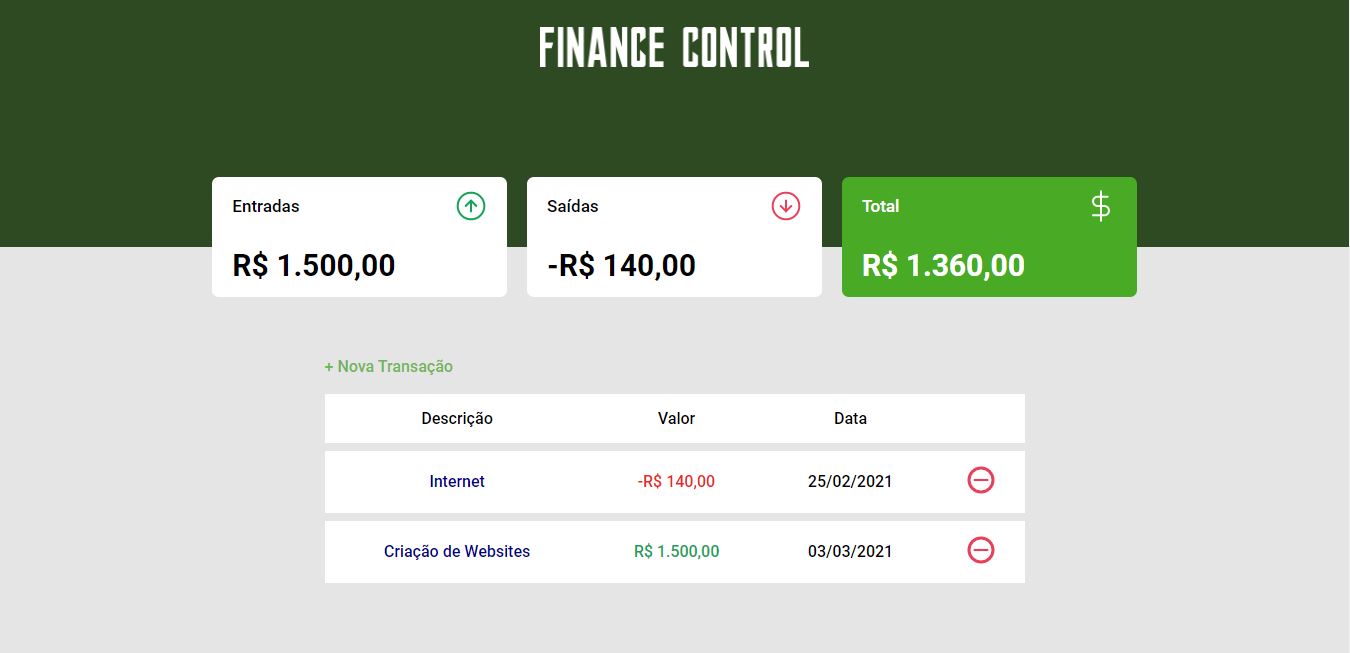 FINANCE CONTROL
Entradas
R$ 1.500,00
Saídas
-R$ 140,00
Total
$
R$ 1.360,00
+ Nova Transação
Descrição Valor Data
Internet -R$ 140,00 25/02/2021
Criação de Websites R$ 1.500,00 03/03/2021